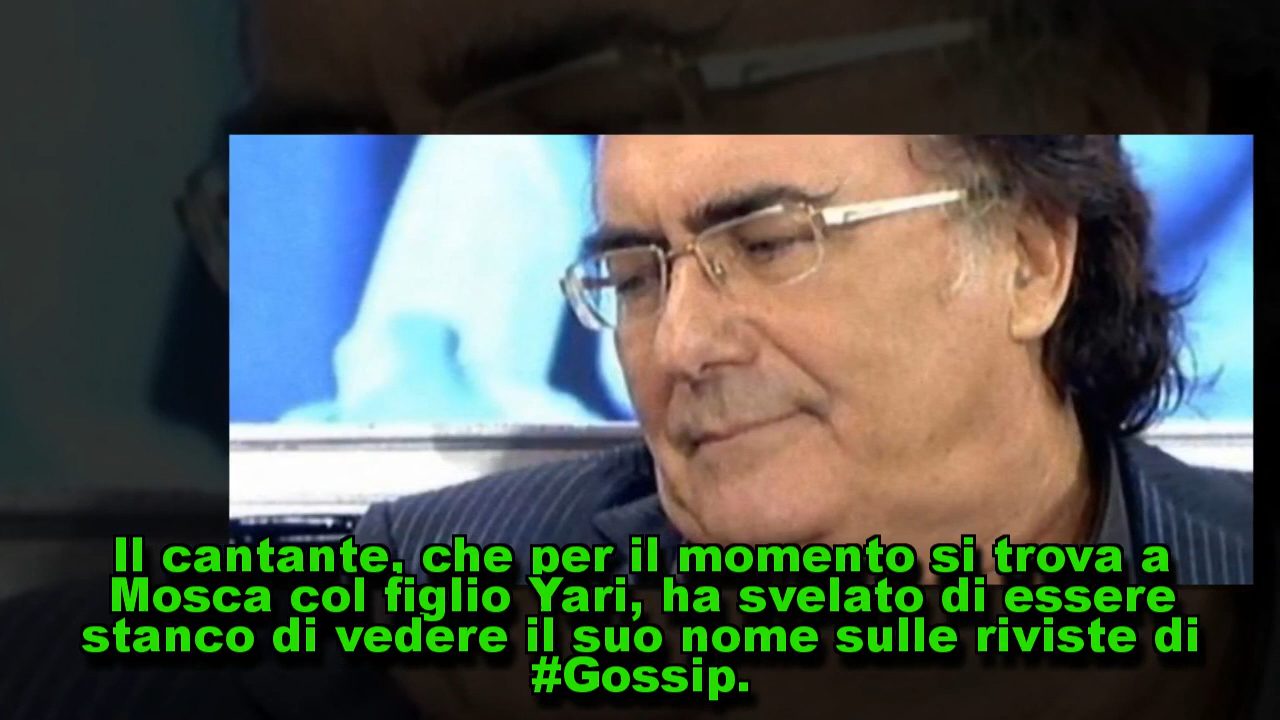 Il cantante, che per il momento si trova a
Mosca col figlio Yari, ha svelato di essere
stanco di vedere il suo nome sulle riviste di
#Gossip.